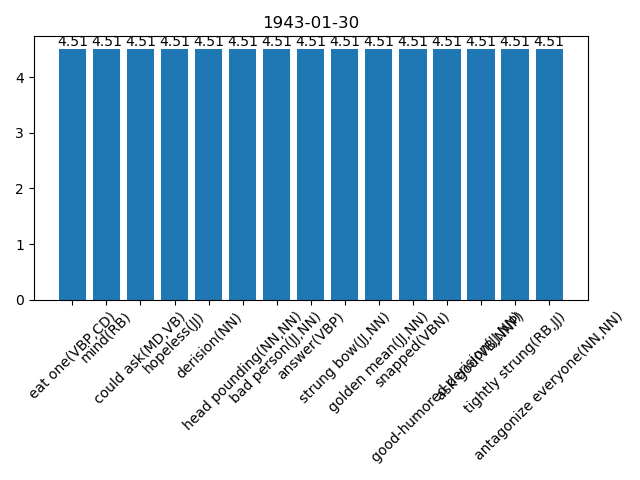 1943-01-30
4.51 4.51 4.51 4.51 4.51 4.51 4.51 4.51 4.51 4.51 4.51 4.51 4.51 4.51 4.51
4
3
2
1
0
eat one(VBP,CD)
mind(RB)
could ask(MD,VB)
hopeless(JJ)
derision(NN)
head pounding(NN,NN)
bad person(JJ,NN)
answer(VBP)
strung bow(JJ,NN)
golden mean(JJ,NN)
snapped(VBN)
good-humored derision(JJ,NN)
ask
tightly strung(RB,JJ)
antagonize everyone(NN,NN)